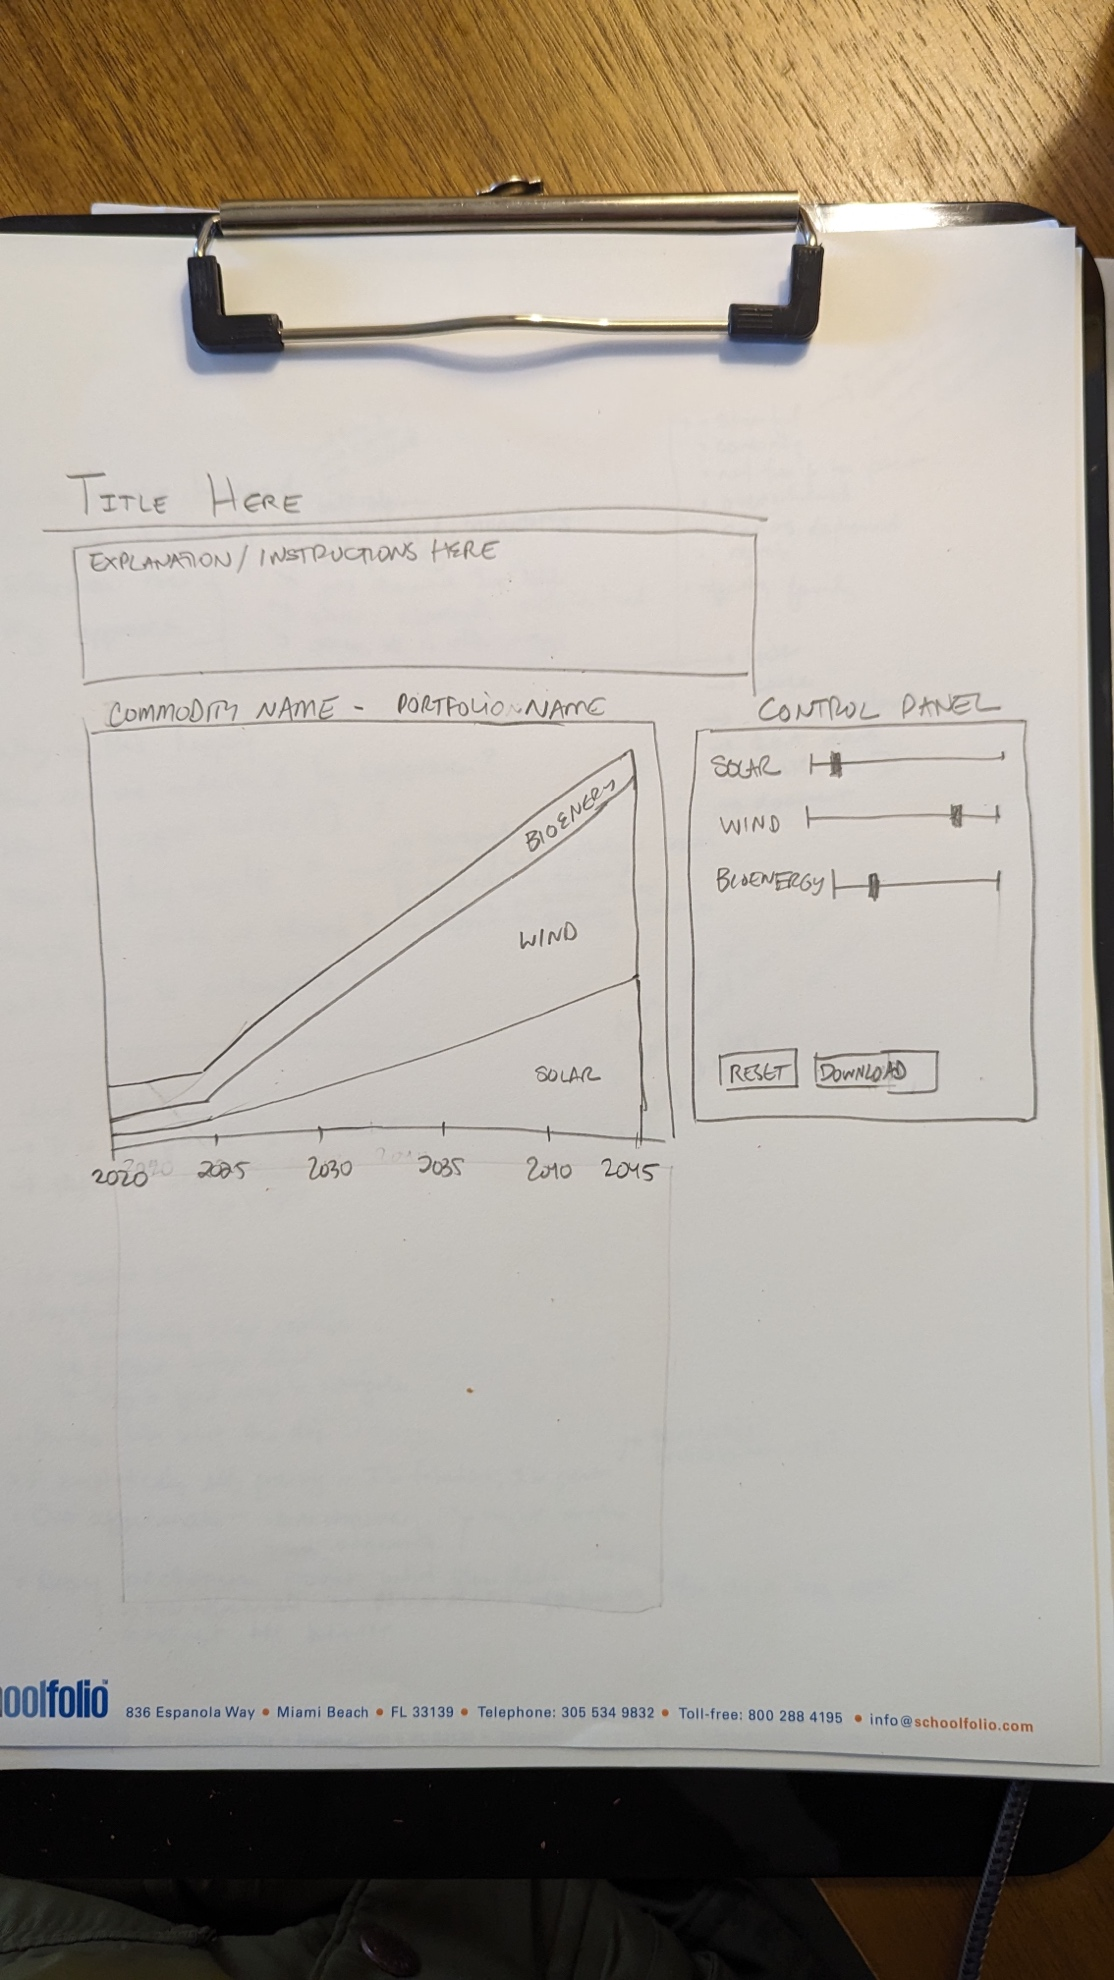 TITLE HERE
EXPLANATION / INSTRUCTIONS HERE
COMMODITY NAME - PORTFOLIO NAME
BIOENERY
WIND
SOLAR
2020 2025 2030 2035 2040 2045
CONTROL PANEL
SOLAR
WIND
BIOENERGY
RESET DOWNLOAD
oolfolio 836 Espanola Way • Miami Beach • FL 33139 • Telephone: 305 534 9832 • Toll-free: 800 288 4195 • info@schoolfolio.com